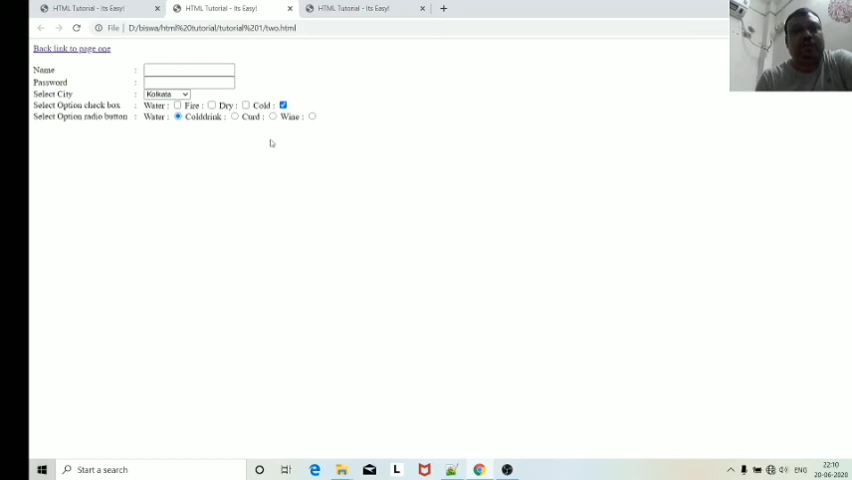 HTML Tutorial - Its Easy! HTML Tutorial - Its Easy! HTML Tutorial - Its Easy!
File D:/biswa/html%20tutorial/tutorial%201/two.html
Back link to page one
Name :
Password :
Select City : Kolkata
Select Option check box : Water : Fire : Dry : Cold :
Select Option radio button : Water : Colddrink : Curd : Wine :
Start a search
L
ENG
22:10
20-06-2020